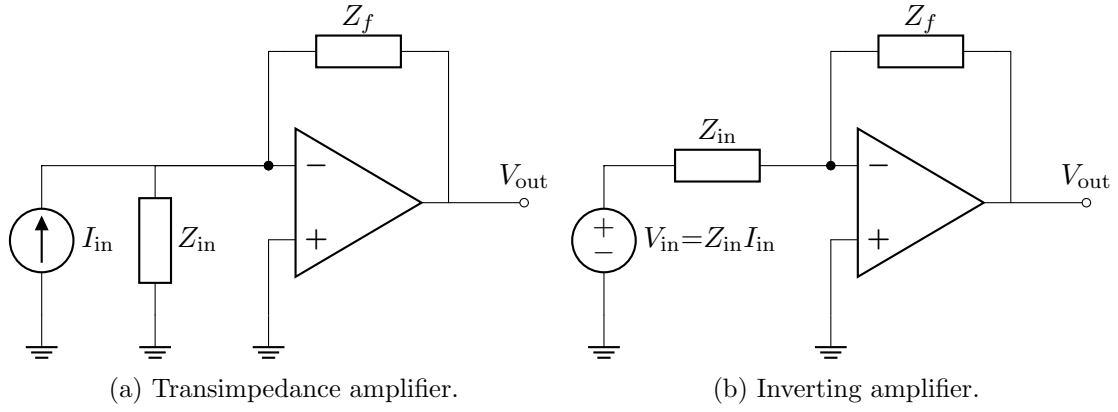 Z_f
Z_f
Z_in
−
−
V_out
V_out
I_in
Z_in
+
+
−
V_in=Z_in I_in
+
(a) Transimpedance amplifier.
(b) Inverting amplifier.